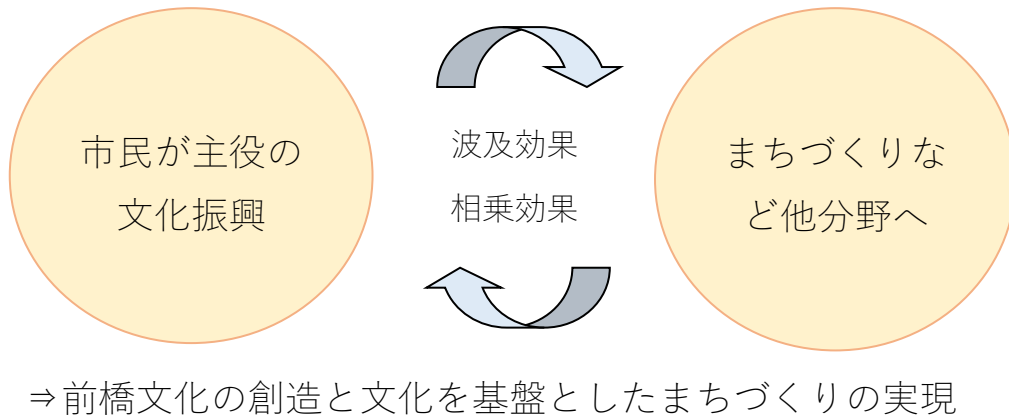 市民が主役の
文化振興
波及効果
相乗効果
まちづくりな
ど他分野へ
⇒前橋文化の創造と文化を基盤としたまちづくりの実現